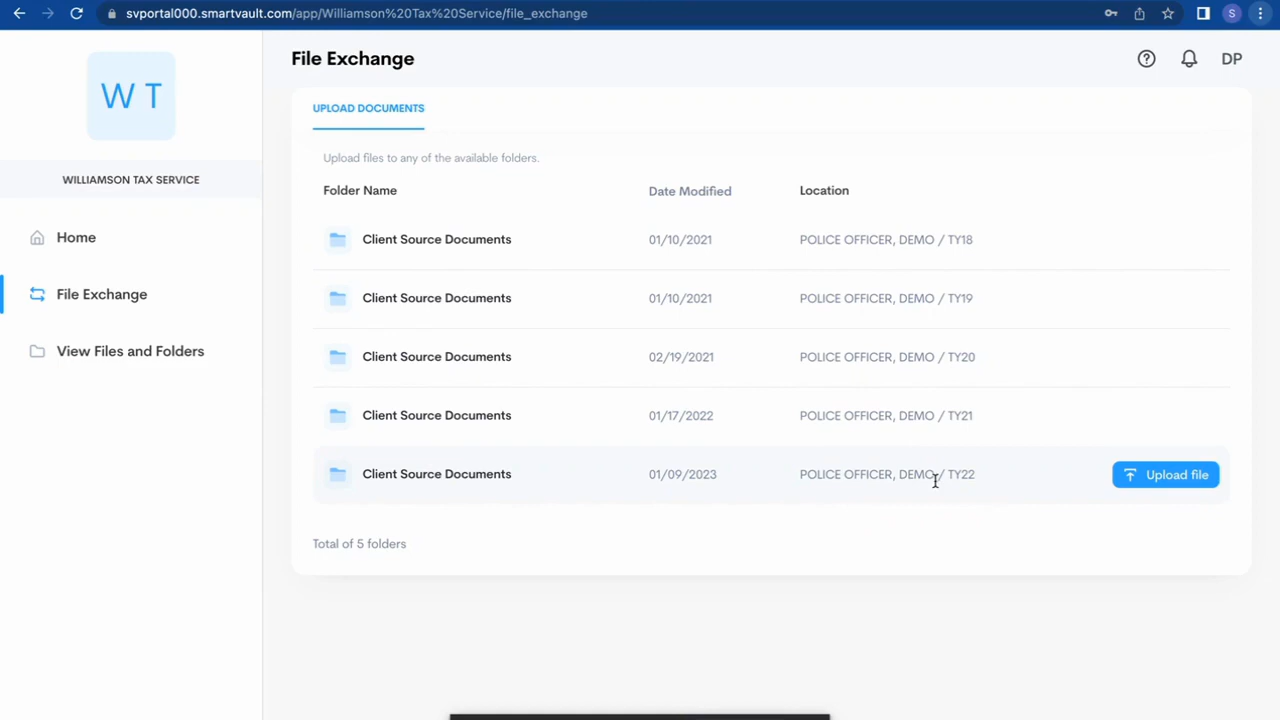 svportal000.smartvault.com/app/Williamson%20Tax%20Service/file_exchange
S
W T
WILLIAMSON TAX SERVICE
Home
File Exchange
View Files and Folders
File Exchange
DP
UPLOAD DOCUMENTS
Upload files to any of the available folders.
Folder Name Date Modified Location
Client Source Documents 01/10/2021 POLICE OFFICER, DEMO / TY18
Client Source Documents 01/10/2021 POLICE OFFICER, DEMO / TY19
Client Source Documents 02/19/2021 POLICE OFFICER, DEMO / TY20
Client Source Documents 01/17/2022 POLICE OFFICER, DEMO / TY21
Client Source Documents 01/09/2023 POLICE OFFICER, DEMO / TY22 Upload file
Total of 5 folders